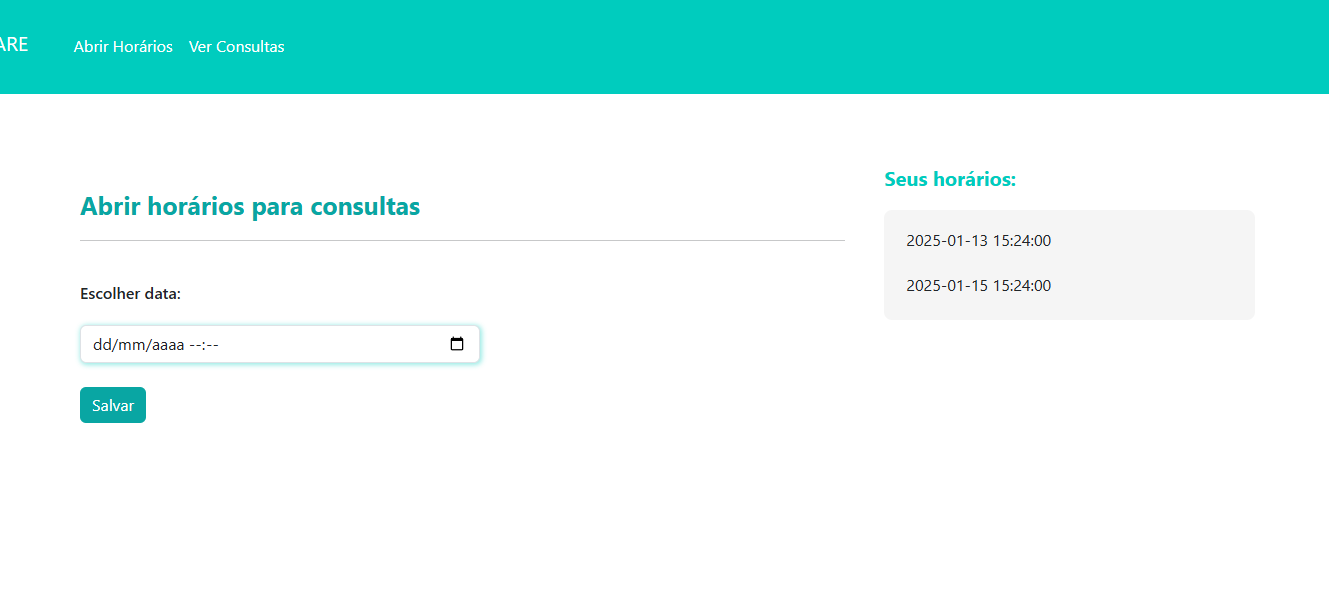 ARE
Abrir Horários Ver Consultas
Abrir horários para consultas
Escolher data:
dd/mm/aaaa --:--
Salvar
Seus horários:
2025-01-13 15:24:00
2025-01-15 15:24:00